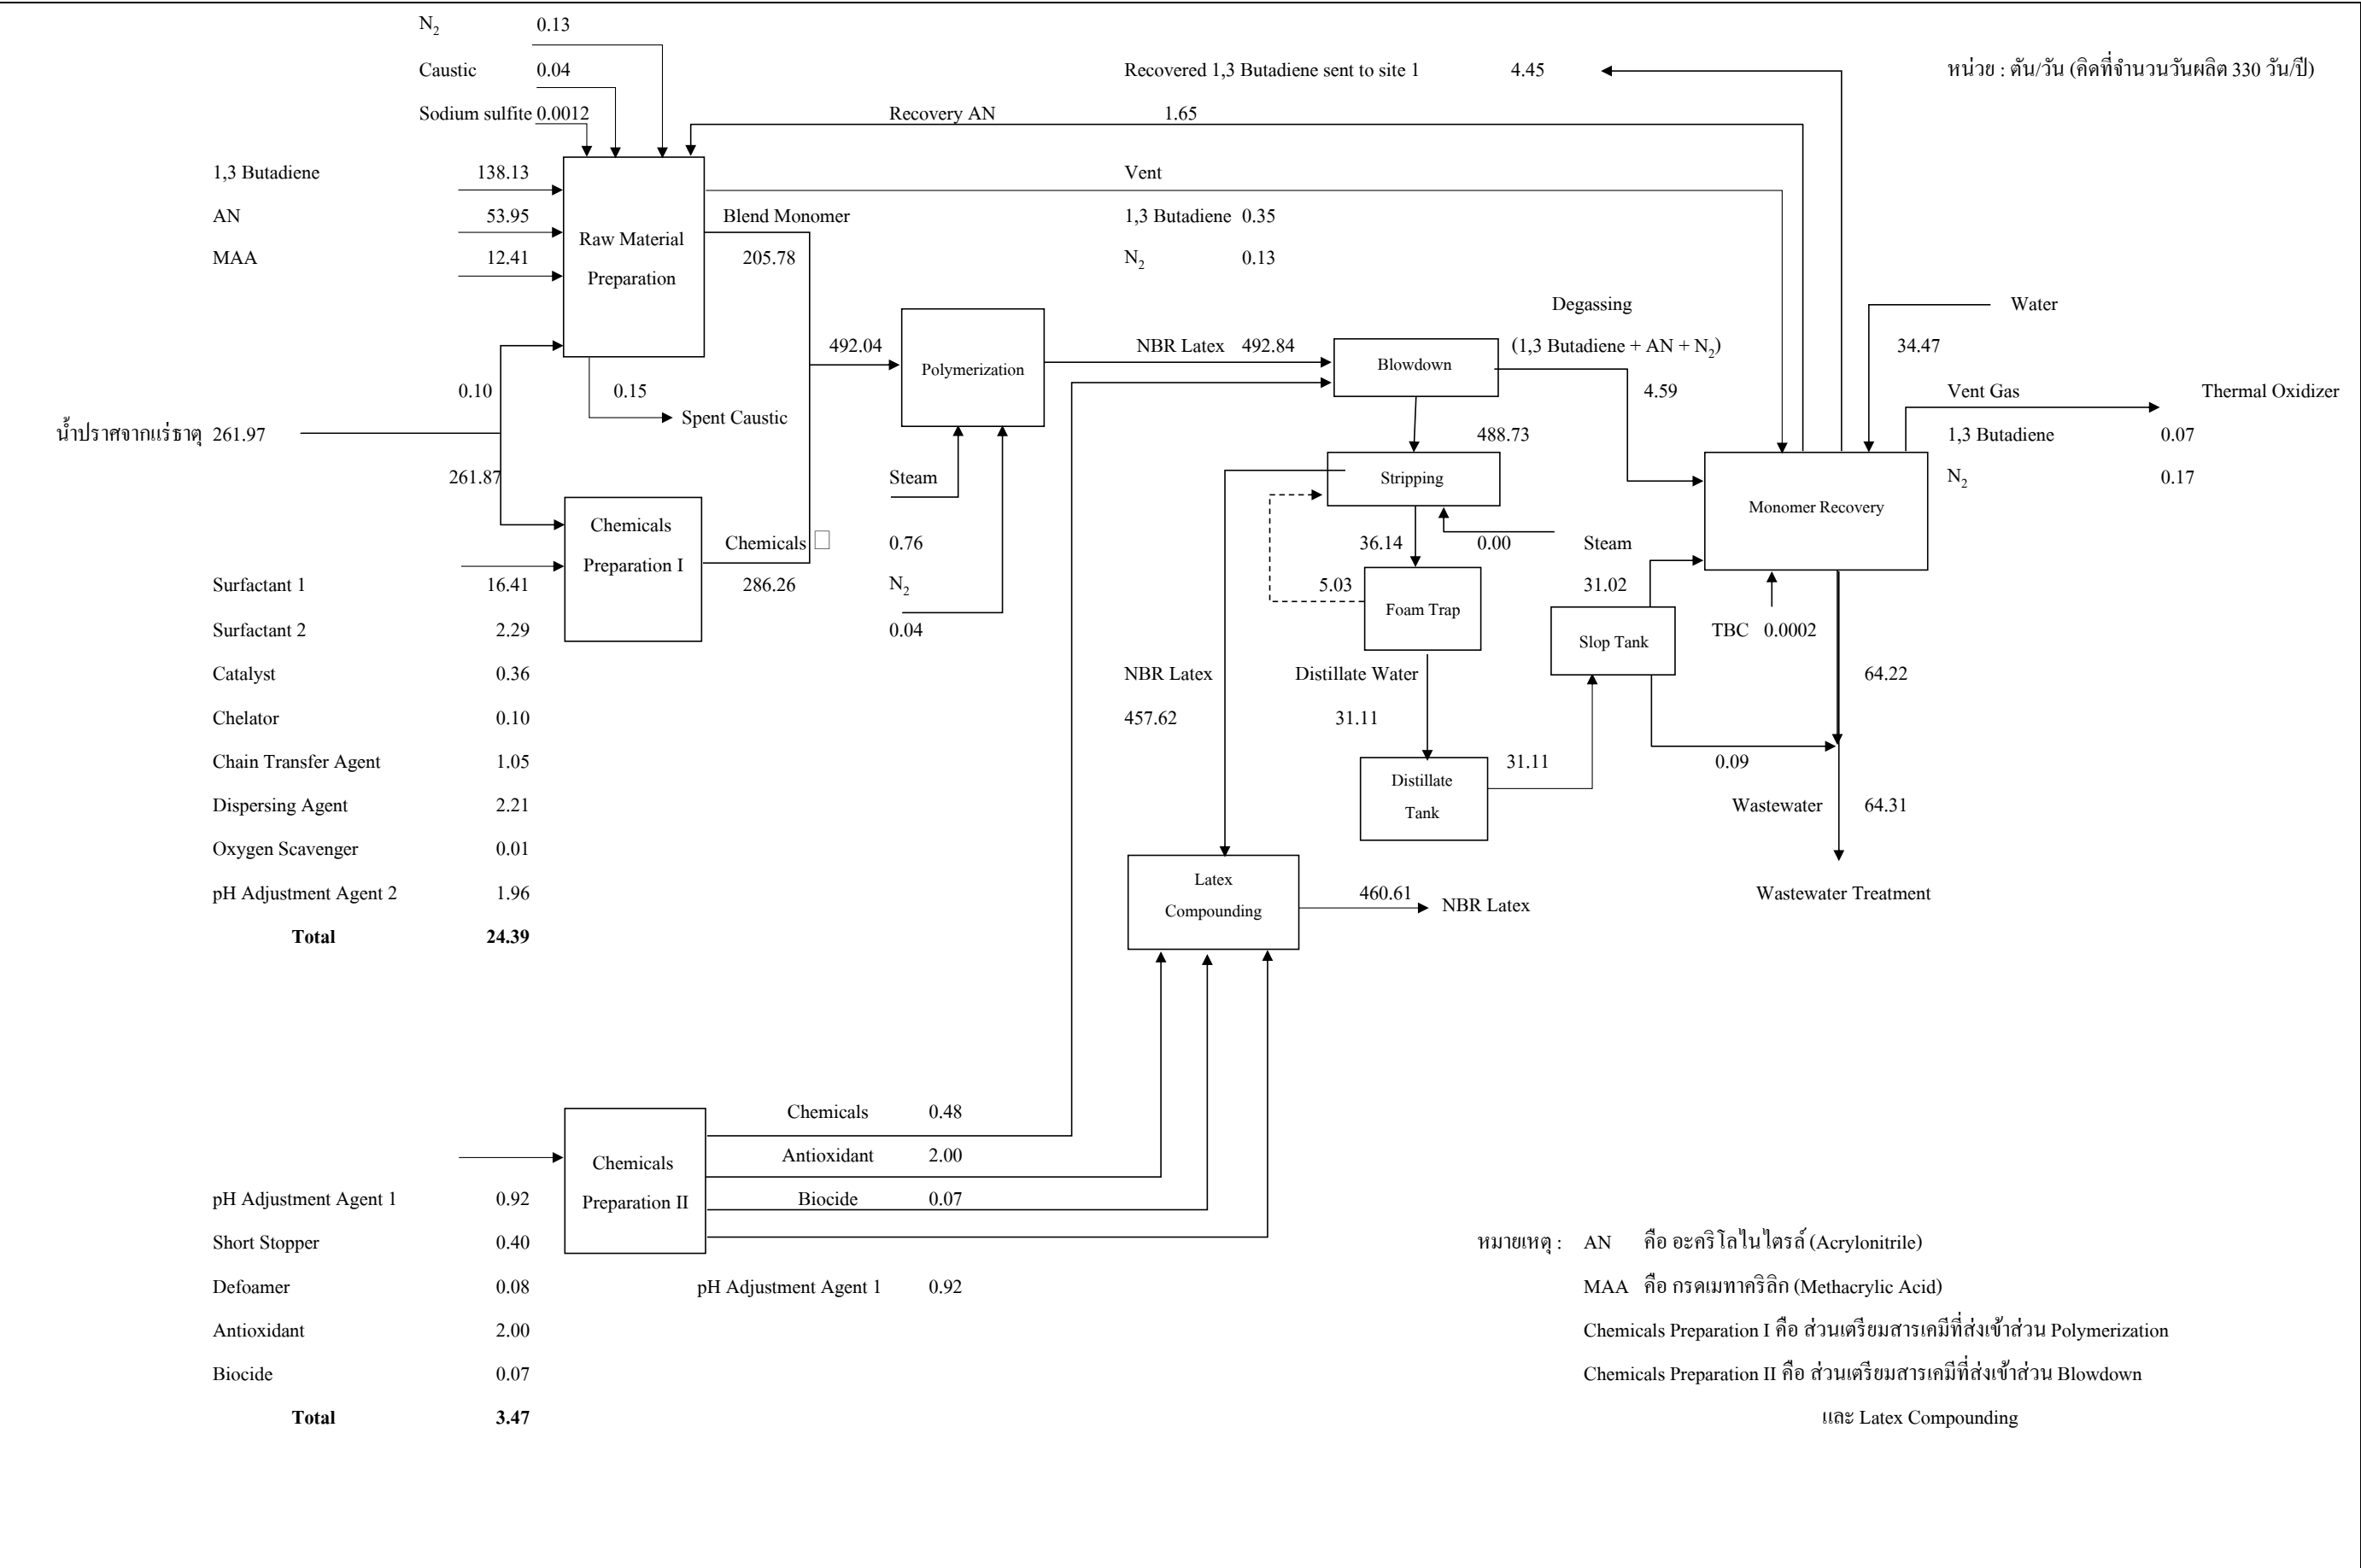 N2 0.13
Caustic 0.04
Recovered 1,3 Butadiene sent to site 1 4.45
หน่วย : ตัน/วัน (คิดที่จำนวนวันผลิต 330 วัน/ปี)
Sodium sulfite 0.0012
Recovery AN 1.65
1,3 Butadiene 138.13
Vent
AN 53.95
Blend Monomer
1,3 Butadiene 0.35
Raw Material
Preparation
MAA 12.41
205.78
N2 0.13
Degassing
Water
492.04
NBR Latex 492.84
(1,3 Butadiene + AN + N2)
34.47
Polymerization
Blowdown
0.10
0.15
4.59
Vent Gas
Thermal Oxidizer
Spent Caustic
น้ำปราศจากแร่ธาตุ 261.97
488.73
1,3 Butadiene 0.07
261.87
Steam
Stripping
N2 0.17
Monomer Recovery
Chemicals
Preparation I
Chemicals □
0.76
36.14
0.00
Steam
Surfactant 1 16.41
286.26
N2
5.03
31.02
Foam Trap
Surfactant 2 2.29
0.04
Slop Tank
TBC 0.0002
Catalyst 0.36
NBR Latex
Distillate Water
64.22
Chelator 0.10
457.62
31.11
Chain Transfer Agent 1.05
31.11
0.09
Distillate
Tank
Dispersing Agent 2.21
Wastewater 64.31
Oxygen Scavenger 0.01
Latex
Compounding
pH Adjustment Agent 2 1.96
460.61
NBR Latex
Wastewater Treatment
Total 24.39
Chemicals 0.48
Antioxidant 2.00
Chemicals
Preparation II
pH Adjustment Agent 1 0.92
Biocide 0.07
Short Stopper 0.40
หมายเหตุ : AN คือ อะคริโลไนไตรล์ (Acrylonitrile)
Defoamer 0.08
pH Adjustment Agent 1 0.92
MAA คือ กรดเมทาคริลิก (Methacrylic Acid)
Antioxidant 2.00
Chemicals Preparation I คือ ส่วนเตรียมสารเคมีที่ส่งเข้าส่วน Polymerization
Biocide 0.07
Chemicals Preparation II คือ ส่วนเตรียมสารเคมีที่ส่งเข้าส่วน Blowdown
Total 3.47
และ Latex Compounding